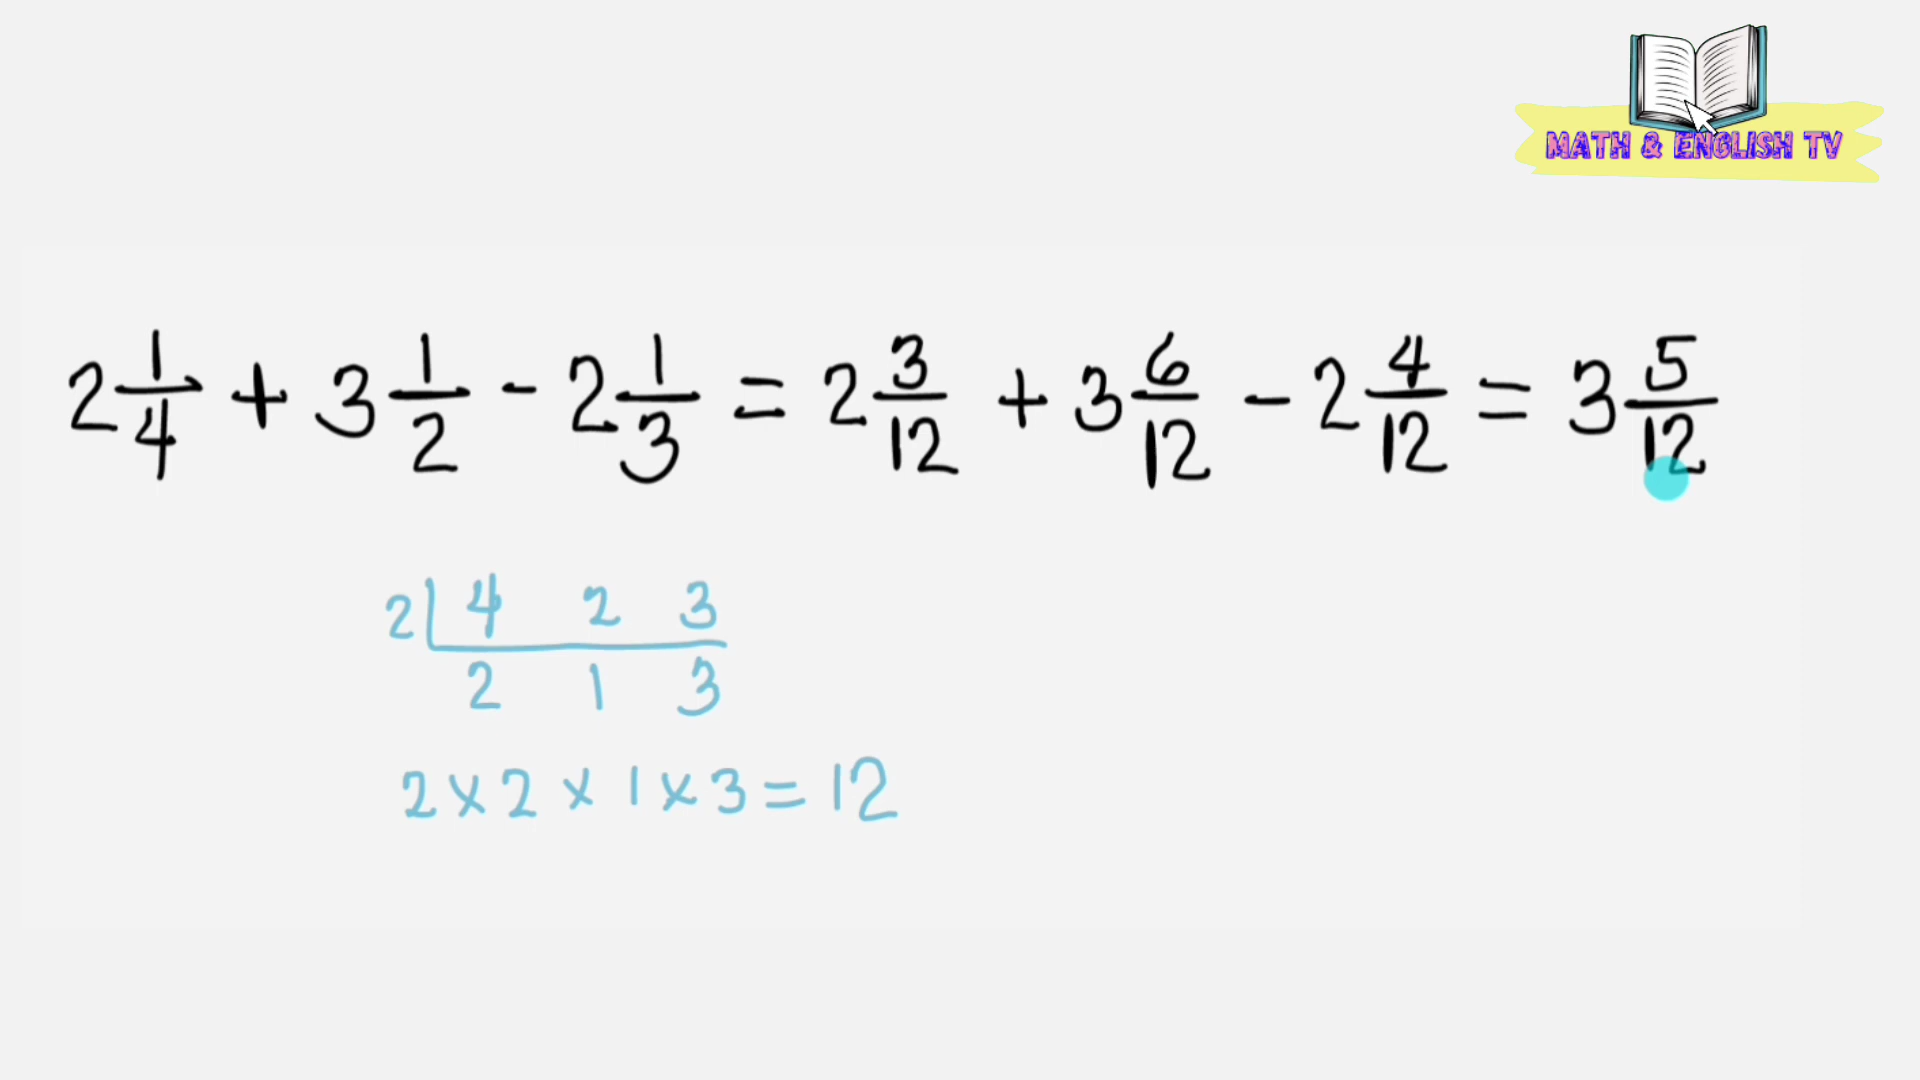 MATH & ENGLISH TV
2 1/4 + 3 1/2 - 2 1/3 = 2 3/12 + 3 6/12 - 2 4/12 = 3 5/12
2 | 4 2 3
2 1 3
2 × 2 × 1 × 3 = 12